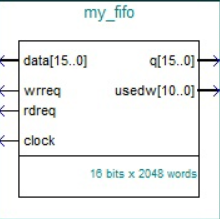 my_fifo
data[15..0] q[15..0]
wrreq usedw[10..0]
rdreq
clock
16 bits x 2048 words